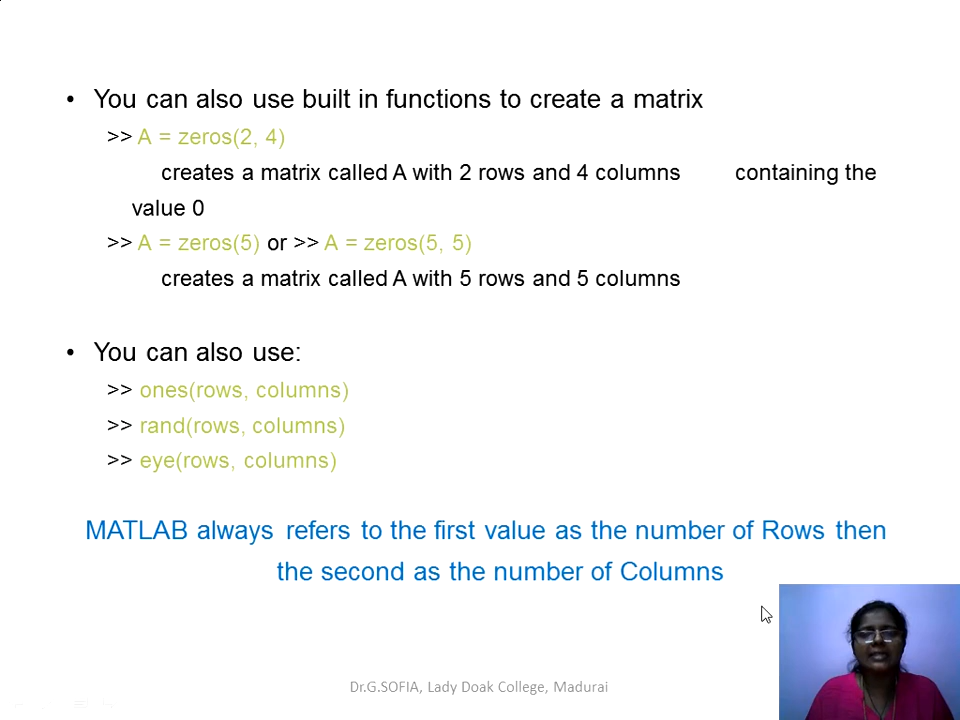 • You can also use built in functions to create a matrix
>> A = zeros(2, 4)
creates a matrix called A with 2 rows and 4 columns containing the
value 0
>> A = zeros(5) or >> A = zeros(5, 5)
creates a matrix called A with 5 rows and 5 columns
• You can also use:
>> ones(rows, columns)
>> rand(rows, columns)
>> eye(rows, columns)
MATLAB always refers to the first value as the number of Rows then
the second as the number of Columns
Dr.G.SOFIA, Lady Doak College, Madurai